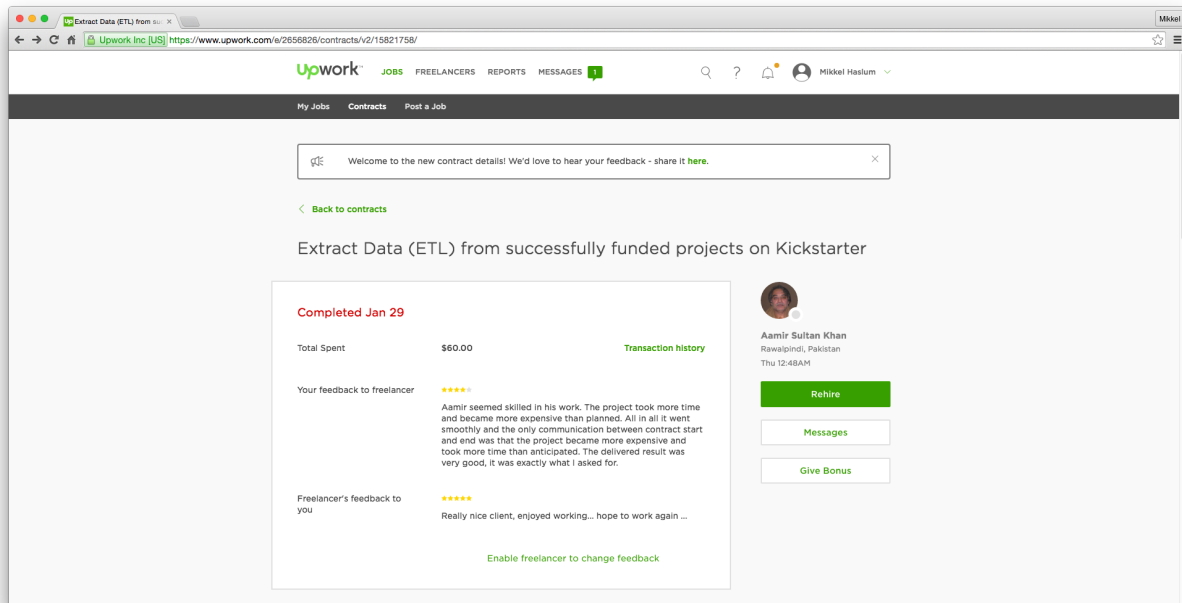 Extract Data (ETL) from suc
Mikkel
Upwork Inc [US] https://www.upwork.com/e/2656826/contracts/v2/15821758/
Upwork JOBS FREELANCERS REPORTS MESSAGES 1 ? Mikkel Haslum
My Jobs Contracts Post a Job
Welcome to the new contract details! We'd love to hear your feedback - share it here.
Back to contracts
Extract Data (ETL) from successfully funded projects on Kickstarter
Completed Jan 29
Total Spent $60.00 Transaction history
Your feedback to freelancer
Aamir seemed skilled in his work. The project took more time
and became more expensive than planned. All in all it went
smoothly and the only communication between contract start
and end was that the project became more expensive and
took more time than anticipated. The delivered result was
very good, it was exactly what I asked for.
Freelancer's feedback to
you
Really nice client, enjoyed working... hope to work again ...
Enable freelancer to change feedback
Aamir Sultan Khan
Rawalpindi, Pakistan
Thu 12:48AM
Rehire
Messages
Give Bonus